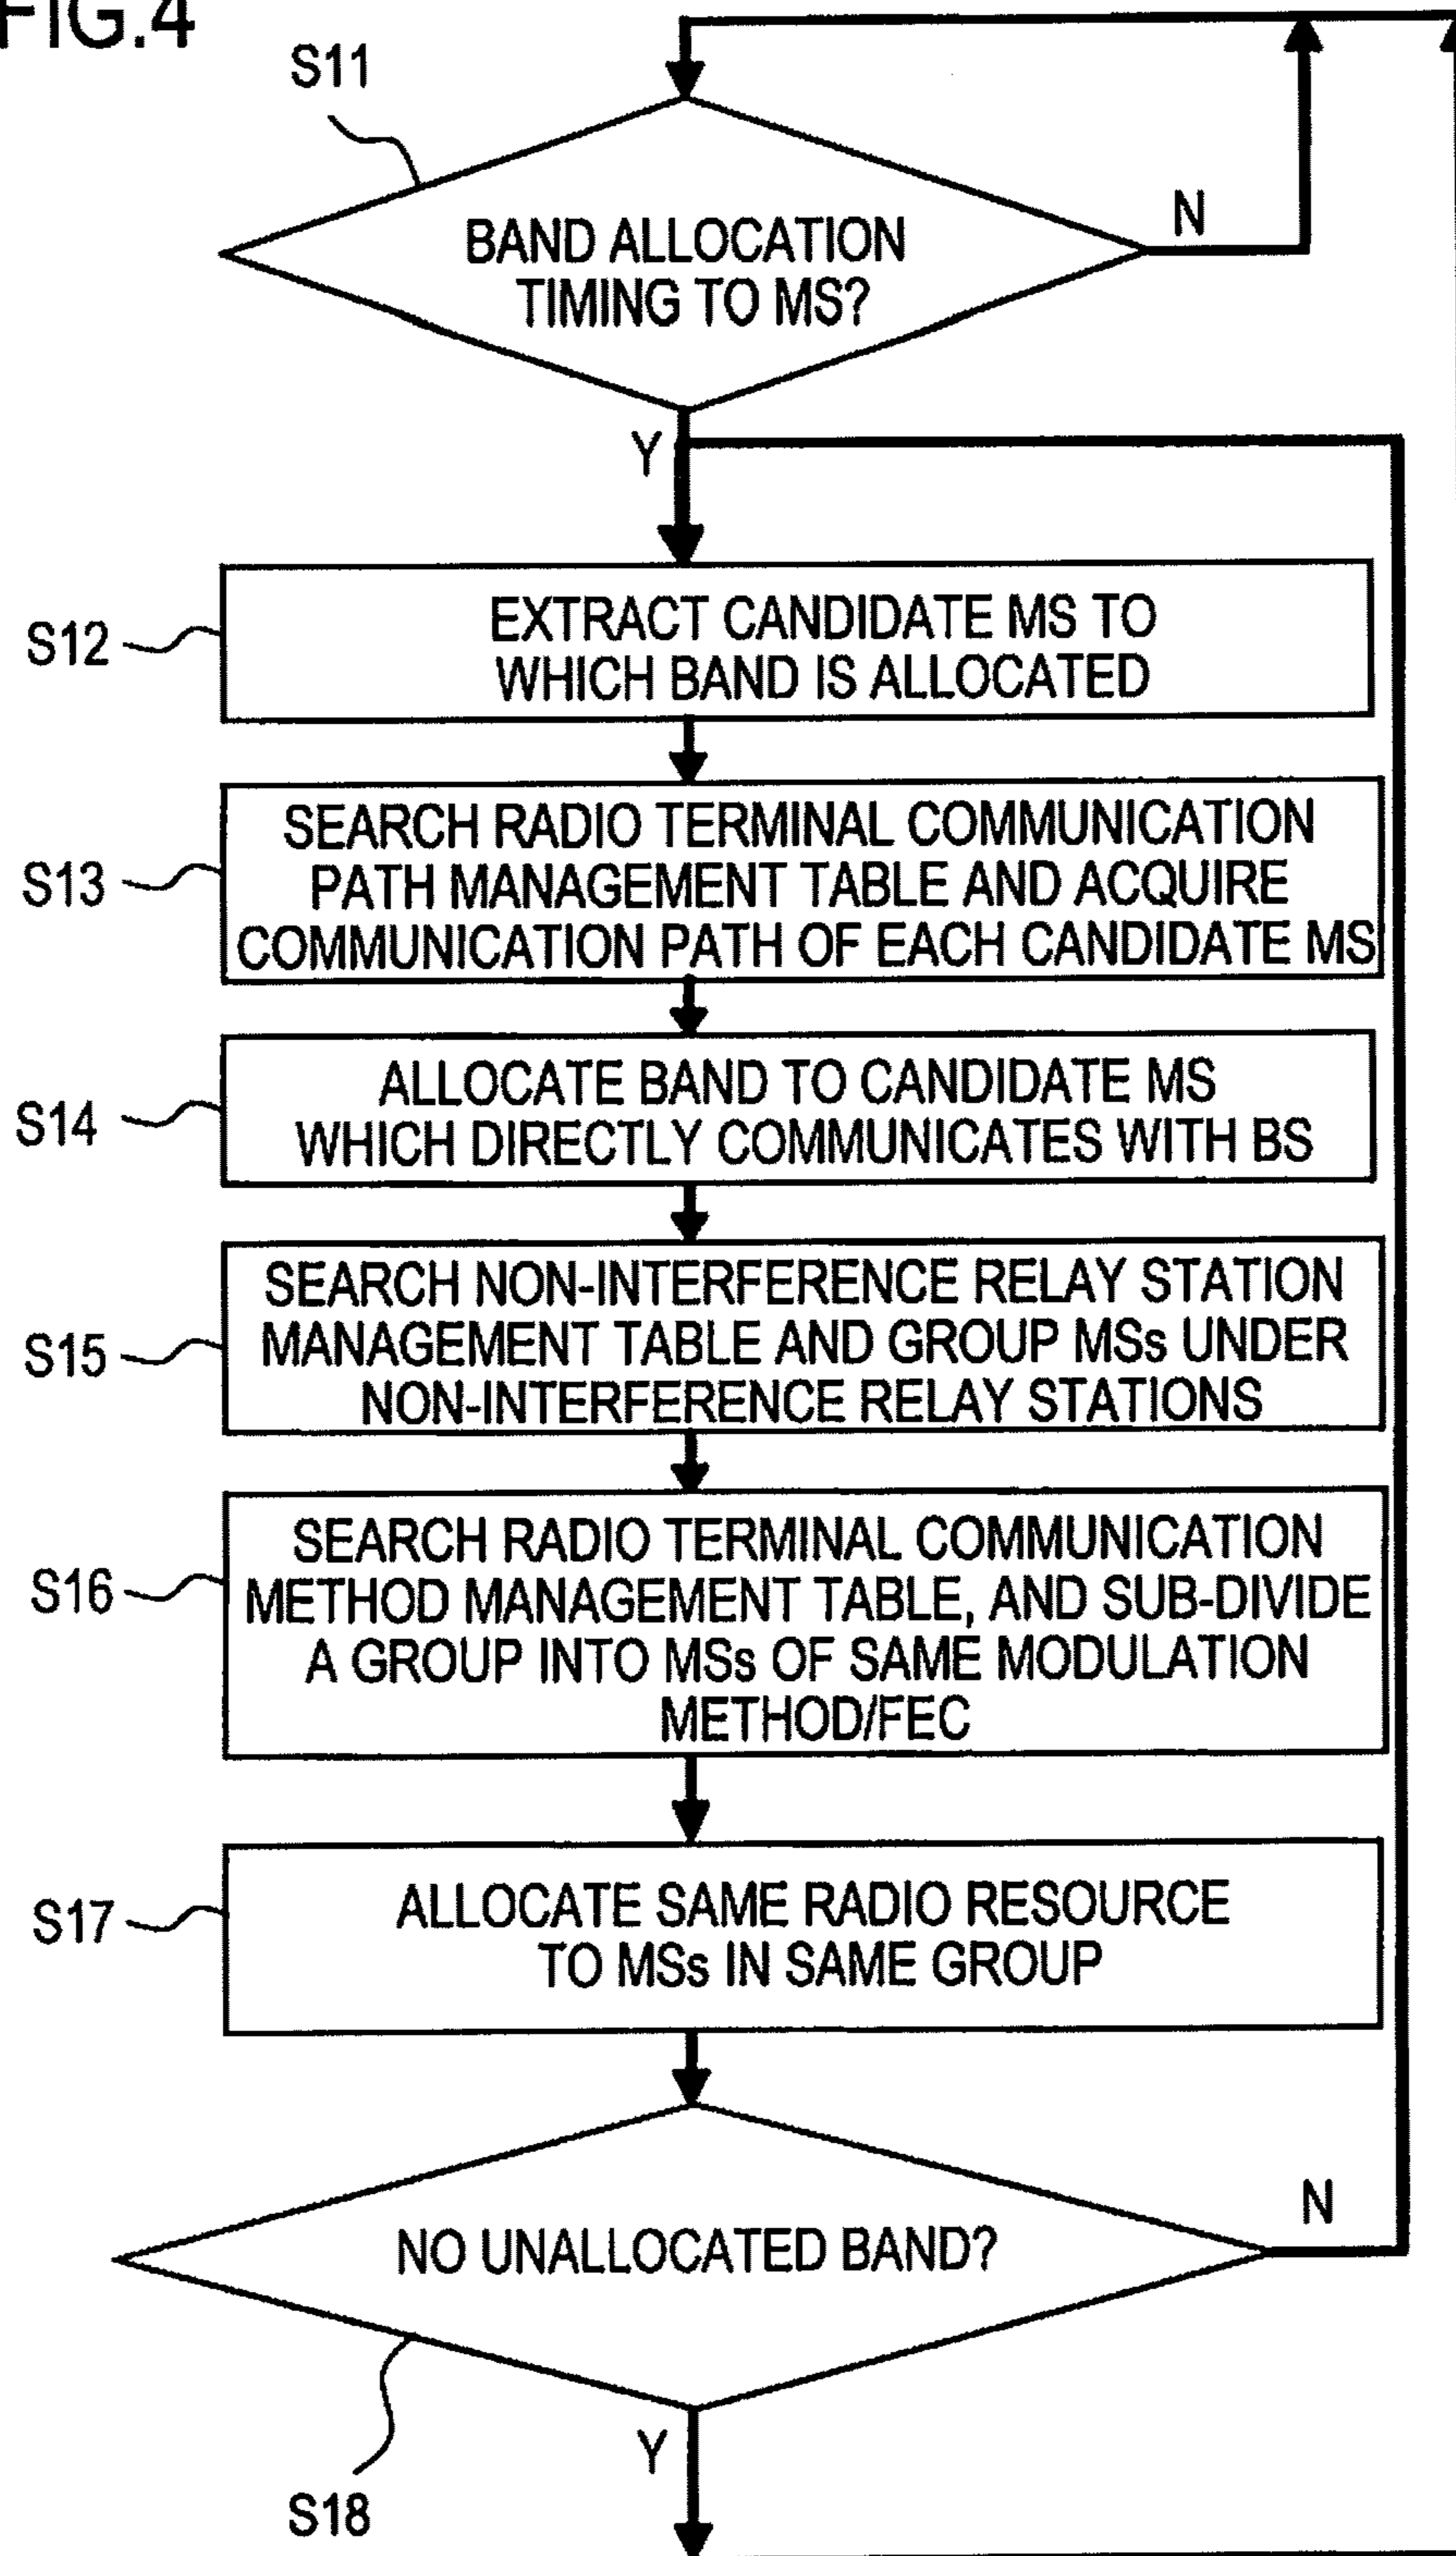 FIG.4
S11
BAND ALLOCATION
TIMING TO MS?
N
Y
S12
EXTRACT CANDIDATE MS TO
WHICH BAND IS ALLOCATED
S13
SEARCH RADIO TERMINAL COMMUNICATION
PATH MANAGEMENT TABLE AND ACQUIRE
COMMUNICATION PATH OF EACH CANDIDATE MS
S14
ALLOCATE BAND TO CANDIDATE MS
WHICH DIRECTLY COMMUNICATES WITH BS
S15
SEARCH NON-INTERFERENCE RELAY STATION
MANAGEMENT TABLE AND GROUP MSs UNDER
NON-INTERFERENCE RELAY STATIONS
S16
SEARCH RADIO TERMINAL COMMUNICATION
METHOD MANAGEMENT TABLE, AND SUB-DIVIDE
A GROUP INTO MSs OF SAME MODULATION
METHOD/FEC
S17
ALLOCATE SAME RADIO RESOURCE
TO MSs IN SAME GROUP
NO UNALLOCATED BAND?
N
Y
S18